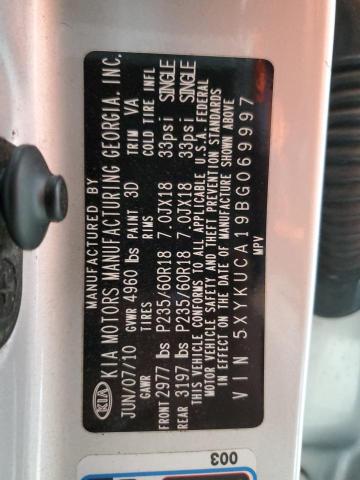 MANUFACTURED BY
KIA KIA MOTORS MANUFACTURING GEORGIA. INC.
JUN/07/10 GVWR 4960 lbs PAINT 3D TRIM VA
GAWR TIRES RIMS COLD TIRE INFL
FRONT 2977 lbs P235/60R18 7.0JX18 33psi SINGLE
REAR 3197 lbs P235/60R18 7.0JX18 33psi SINGLE
THIS VEHICLE CONFORMS TO ALL APPLICABLE U.S.A. FEDERAL
MOTOR VEHICLE SAFETY AND THEFT PREVENTION STANDARDS
IN EFFECT ON THE DATE OF MANUFACTURE SHOWN ABOVE
VIN 5XYKUCA19BG069997
MPV
003